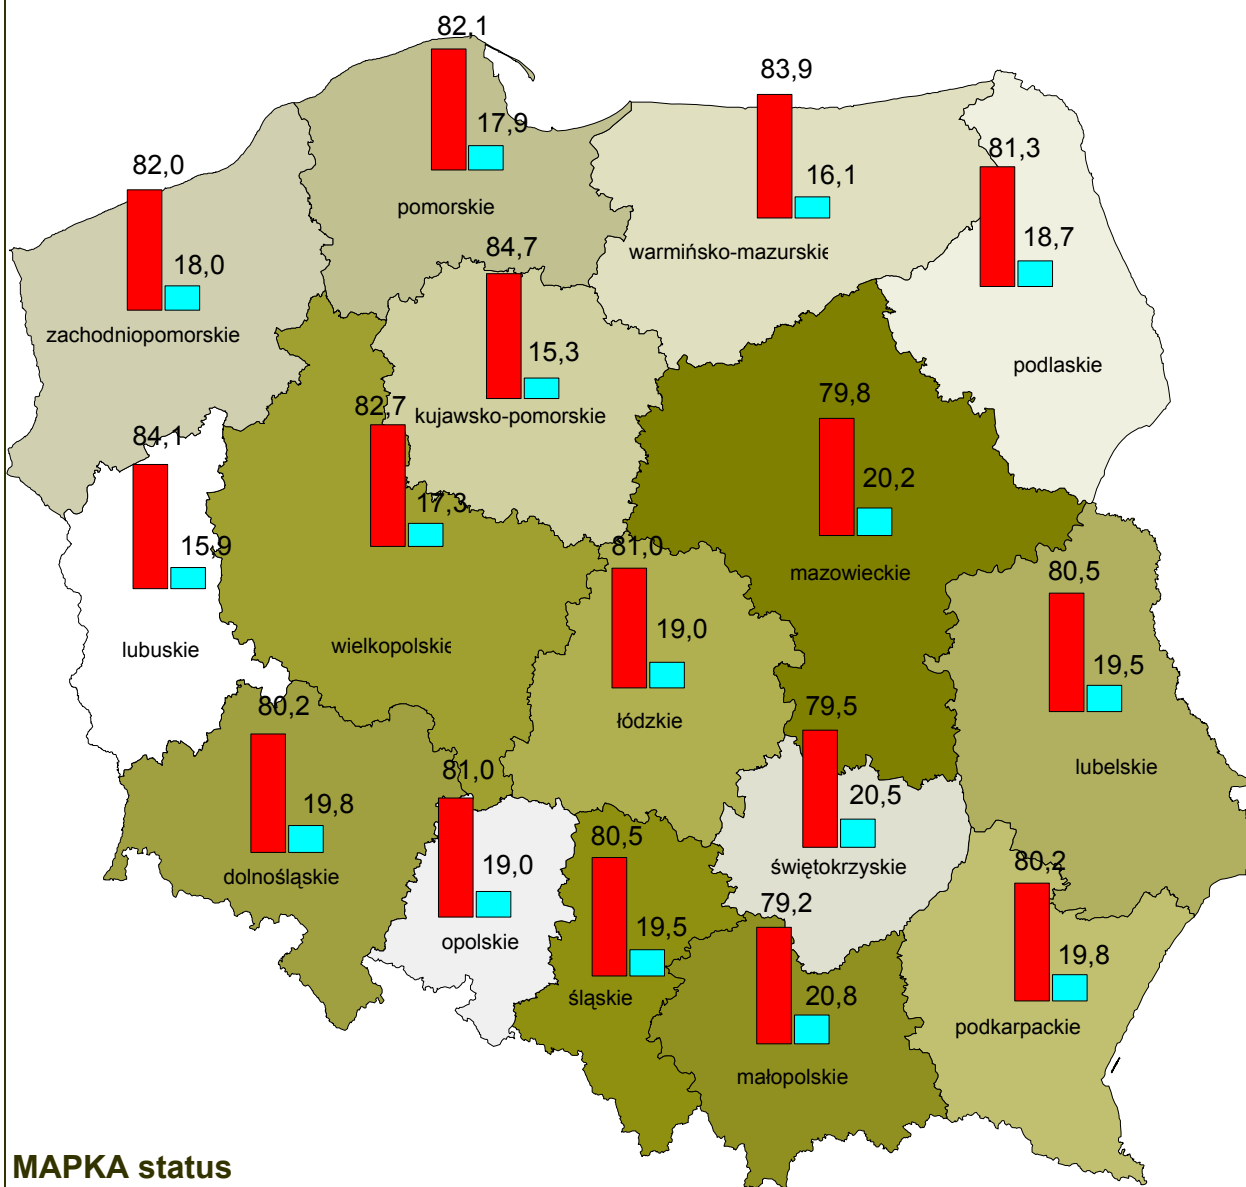 82,1
17,9
pomorskie
83,9
16,1
warmińsko-mazurskie
81,3
18,7
podlaskie
82,0
18,0
zachodniopomorskie
84,7
15,3
kujawsko-pomorskie
82,7
17,3
wielkopolskie
84,1
15,9
lubuskie
79,8
20,2
mazowieckie
81,0
19,0
łódzkie
80,5
19,5
lubelskie
80,2
19,8
dolnośląskie
81,0
19,0
opolskie
80,5
19,5
śląskie
79,5
20,5
świętokrzyskie
79,2
20,8
małopolskie
80,2
19,8
podkarpackie
MAPKA status